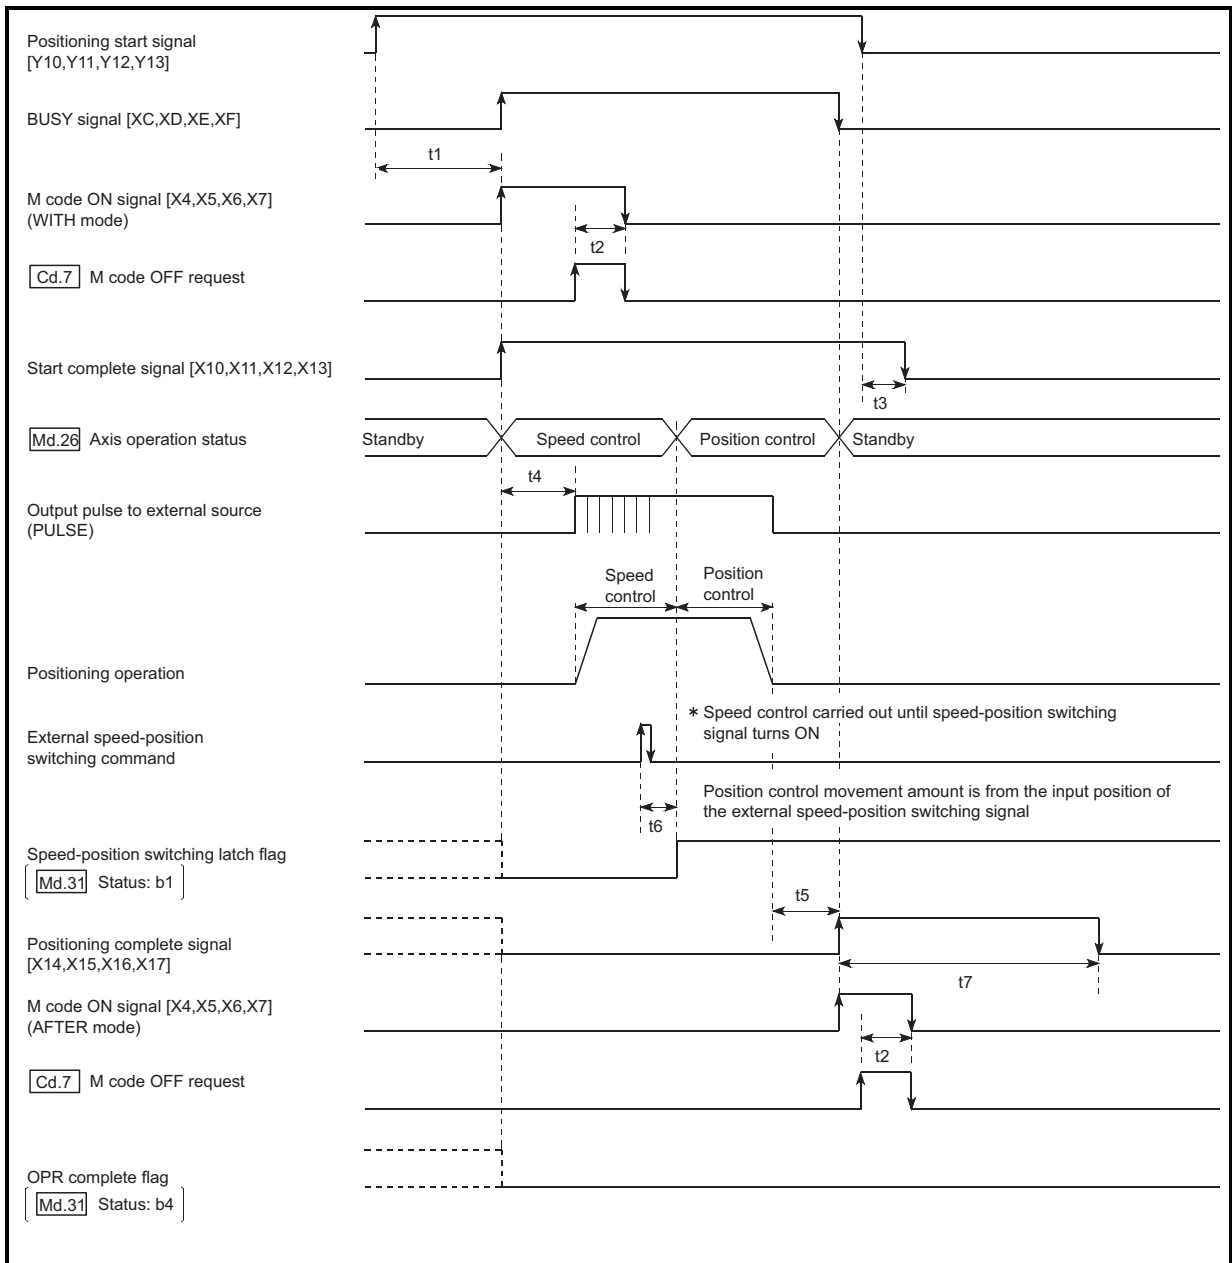 Positioning start signal
[Y10,Y11,Y12,Y13]
BUSY signal [XC,XD,XE,XF]
t1
M code ON signal [X4,X5,X6,X7]
(WITH mode)
t2
Cd.7 M code OFF request
Start complete signal [X10,X11,X12,X13]
t3
Md.26 Axis operation status
Standby
Speed control
Position control
Standby
t4
Output pulse to external source
(PULSE)
Speed
control
Position
control
Positioning operation
* Speed control carried out until speed-position switching
signal turns ON
External speed-position
switching command
Position control movement amount is from the input position of
the external speed-position switching signal
t6
Speed-position switching latch flag
Md.31 Status: b1
t5
Positioning complete signal
[X14,X15,X16,X17]
t7
M code ON signal [X4,X5,X6,X7]
(AFTER mode)
t2
Cd.7 M code OFF request
OPR complete flag
Md.31 Status: b4